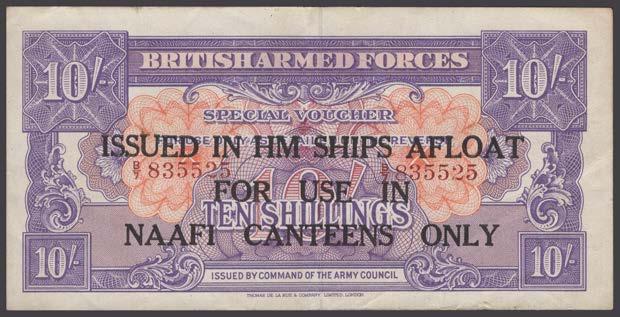 10/- BRITISH ARMED FORCES 10/-
SPECIAL VOUCHER
ISSUED IN HM SHIPS AFLOAT
B/7 835525 10/- 835525
FOR USE IN
TEN SHILLINGS
NAAFI CANTEENS ONLY
10/- ISSUED BY COMMAND OF THE ARMY COUNCIL 10/-
THOMAS DE LA RUE & COMPANY, LIMITED, LONDON.